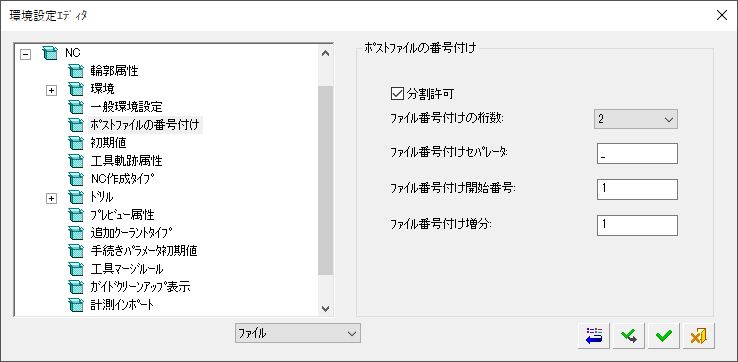 環境設定ｴﾃﾞｨﾀ
NC
輪郭属性
環境
一般環境設定
ﾎﾟｽﾄﾌｧｲﾙの番号付け
初期値
工具軌跡属性
NC作成ﾀｲﾌﾟ
ﾄﾞﾘﾙ
ﾌﾟﾚﾋﾞｭｰ属性
追加ｸｰﾗﾝﾄﾀｲﾌﾟ
手続きﾊﾟﾗﾒｰﾀ初期値
工具ﾏｰｼﾞﾙｰﾙ
ｶﾞｲﾄﾞｸﾘｰﾝｱｯﾌﾟ表示
計測ｲﾝﾎﾟｰﾄ
ﾎﾟｽﾄﾌｧｲﾙの番号付け
分割許可
ﾌｧｲﾙ番号付けの桁数: 2
ﾌｧｲﾙ番号付けｾﾊﾟﾚｰﾀ: _
ﾌｧｲﾙ番号付け開始番号: 1
ﾌｧｲﾙ番号付け増分: 1
ﾌｧｲﾙ